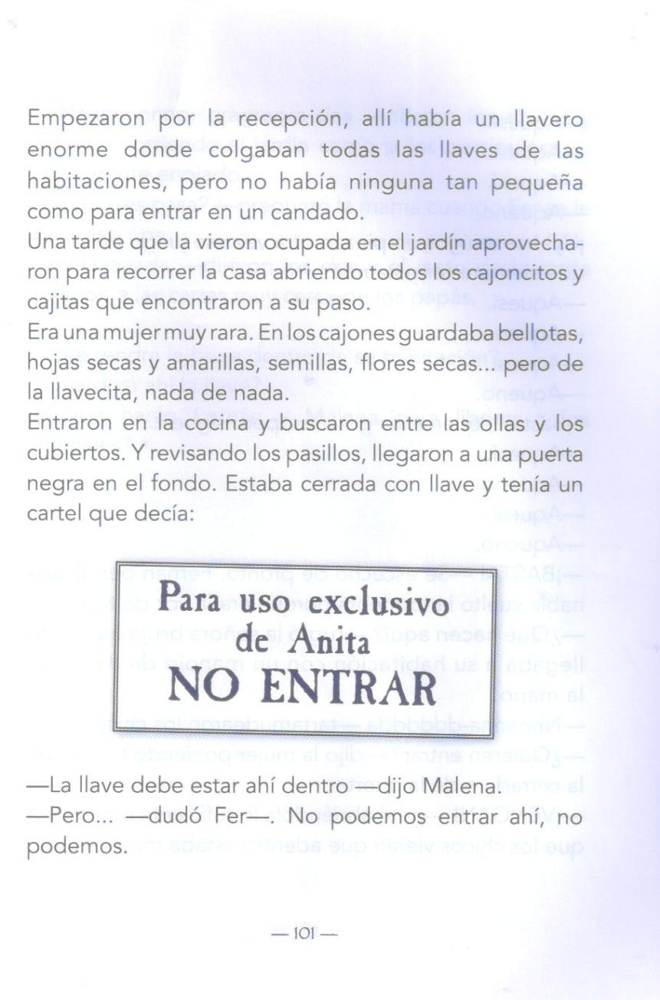 Empezaron por la recepción, allí había un llavero
enorme donde colgaban todas las llaves de las
habitaciones, pero no había ninguna tan pequeña
como para entrar en un candado.
Una tarde que la vieron ocupada en el jardín aprovecha-
ron para recorrer la casa abriendo todos los cajoncitos y
cajitas que encontraron a su paso.
Era una mujer muy rara. En los cajones guardaba bellotas,
hojas secas y amarillas, semillas, flores secas... pero de
la llavecita, nada de nada.
Entraron en la cocina y buscaron entre las ollas y los
cubiertos. Y revisando los pasillos, llegaron a una puerta
negra en el fondo. Estaba cerrada con llave y tenía un
cartel que decía:
Para uso exclusivo
de Anita
NO ENTRAR
—La llave debe estar ahí dentro —dijo Malena.
—Pero... —dudó Fer—. No podemos entrar ahí, no
podemos.
— 101 —